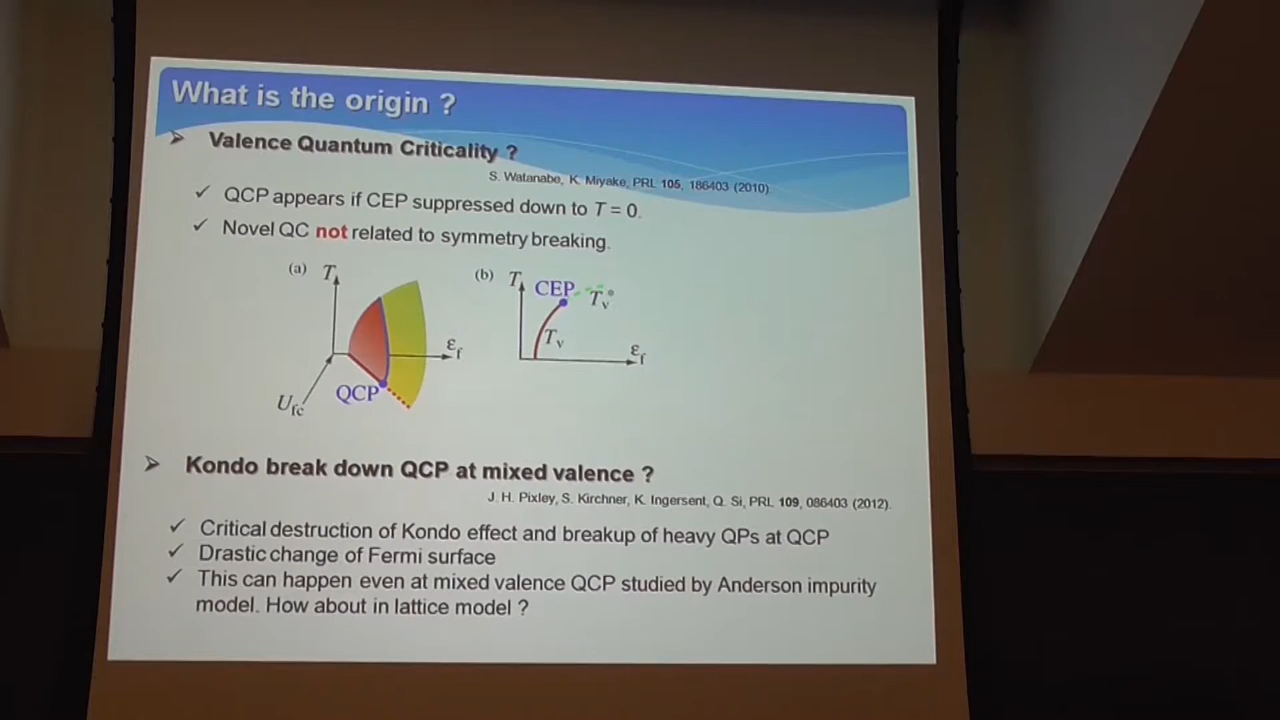 What is the origin ?
➢ Valence Quantum Criticality ?
S. Watanabe, K. Miyake, PRL 105, 186403 (2010)
✓ QCP appears if CEP suppressed down to T = 0.
✓ Novel QC not related to symmetry breaking.
(a) T
εf
QCP
Ufc
(b) T
CEP
Tv*
Tv
εf
➢ Kondo break down QCP at mixed valence ?
J. H. Pixley, S. Kirchner, K. Ingersent, Q. Si, PRL 109, 086403 (2012).
✓ Critical destruction of Kondo effect and breakup of heavy QPs at QCP
✓ Drastic change of Fermi surface
✓ This can happen even at mixed valence QCP studied by Anderson impurity
model. How about in lattice model ?